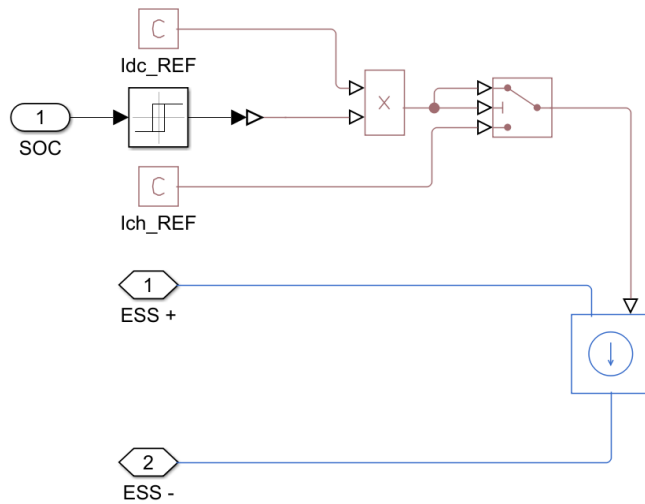 C
Idc_REF
1
SOC
X
C
Ich_REF
1
ESS +
2
ESS -